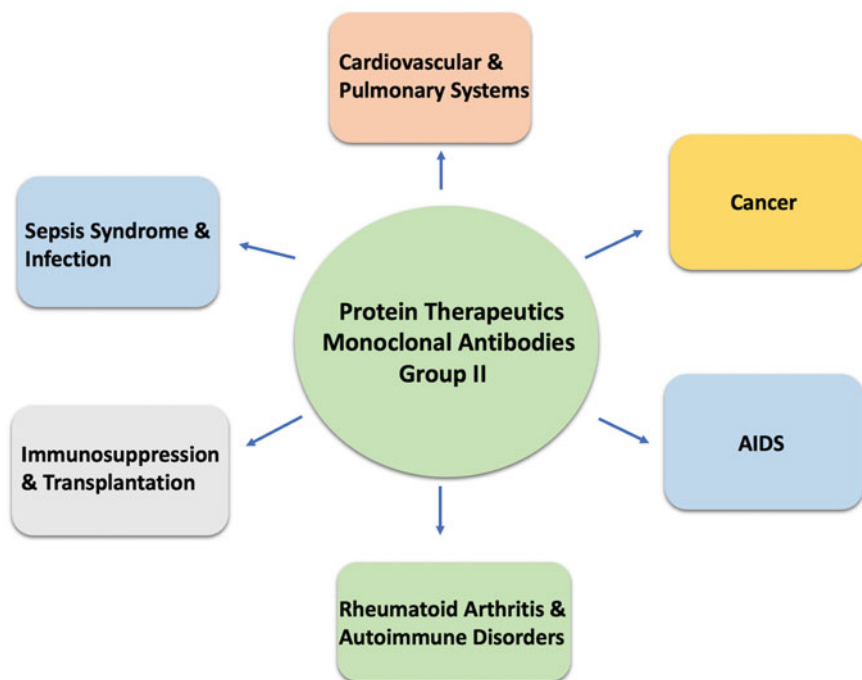 Cardiovascular &
Pulmonary Systems
Cancer
Sepsis Syndrome &
Infection
Protein Therapeutics
Monoclonal Antibodies
Group II
Immunosuppression
& Transplantation
AIDS
Rheumatoid Arthritis &
Autoimmune Disorders